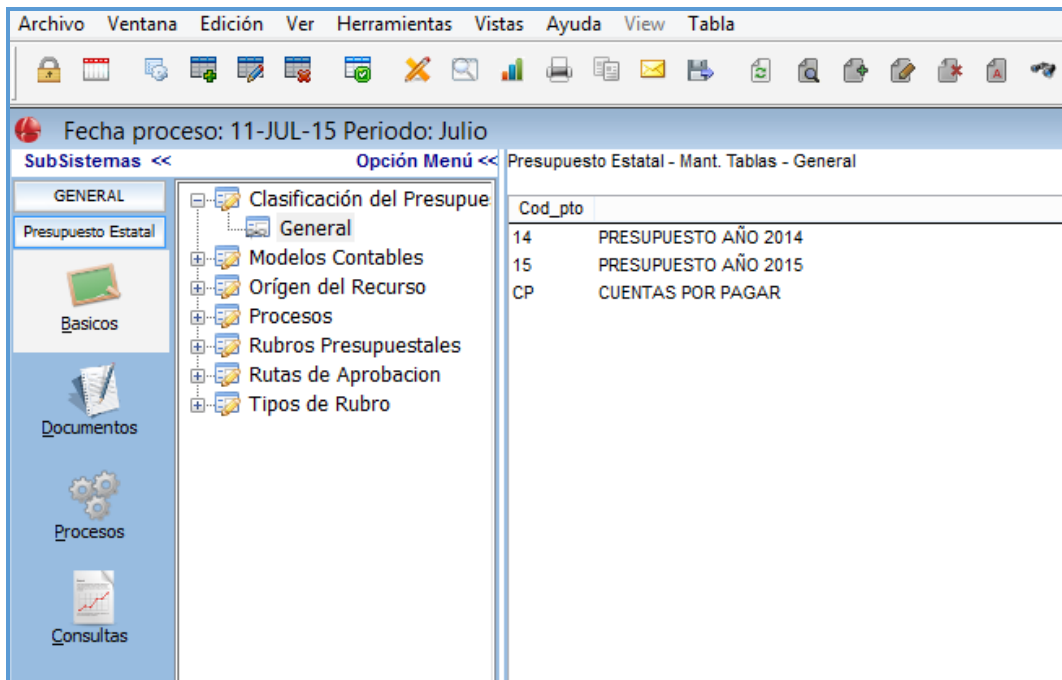 Archivo Ventana Edición Ver Herramientas Vistas Ayuda View Tabla
Fecha proceso: 11-JUL-15 Periodo: Julio
SubSistemas <<
Opción Menú <<
Presupuesto Estatal - Mant. Tablas - General
GENERAL
Presupuesto Estatal
Basicos
Documentos
Procesos
Consultas
Clasificación del Presupue
General
Modelos Contables
Orígen del Recurso
Procesos
Rubros Presupuestales
Rutas de Aprobacion
Tipos de Rubro
Cod_pto
14 PRESUPUESTO AÑO 2014
15 PRESUPUESTO AÑO 2015
CP CUENTAS POR PAGAR